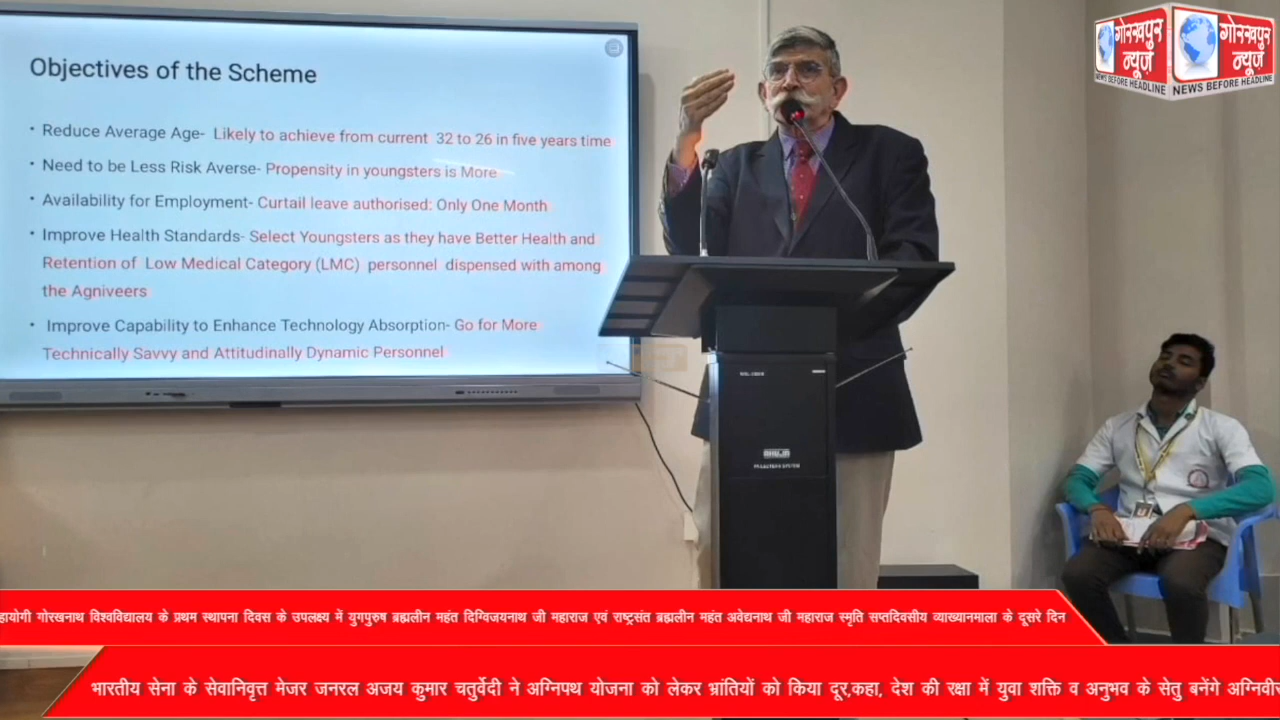 Objectives of the Scheme
• Reduce Average Age- Likely to achieve from current 32 to 26 in five years time
• Need to be Less Risk Averse- Propensity in youngsters is More
• Availability for Employment- Curtail leave authorised: Only One Month
• Improve Health Standards- Select Youngsters as they have Better Health and
Retention of Low Medical Category (LMC) personnel dispensed with among
the Agniveers
• Improve Capability to Enhance Technology Absorption- Go for More
Technically Savvy and Attitudinally Dynamic Personnel
गोरखपुर
न्यूज़
NEWS BEFORE HEADLINE
गोरखपुर
न्यूज़
NEWS BEFORE HEADLINE
AHUJA
PA LECTERN SYSTEM
गोरखनाथ विश्वविद्यालय के प्रथम स्थापना दिवस के उपलक्ष्य में युगपुरुष ब्रह्मलीन महंत दिग्विजयनाथ जी महाराज एवं राष्ट्रसंत ब्रह्मलीन महंत अवेद्यनाथ जी महाराज स्मृति सप्तदिवसीय व्याख्यानमाला के दूसरे दिन
भारतीय सेना के सेवानिवृत्त मेजर जनरल अजय कुमार चतुर्वेदी ने अग्निपथ योजना को लेकर भ्रांतियों को किया दूर,कहा, देश की रक्षा में युवा शक्ति व अनुभव के सेतु बनेंगे अग्निवीर